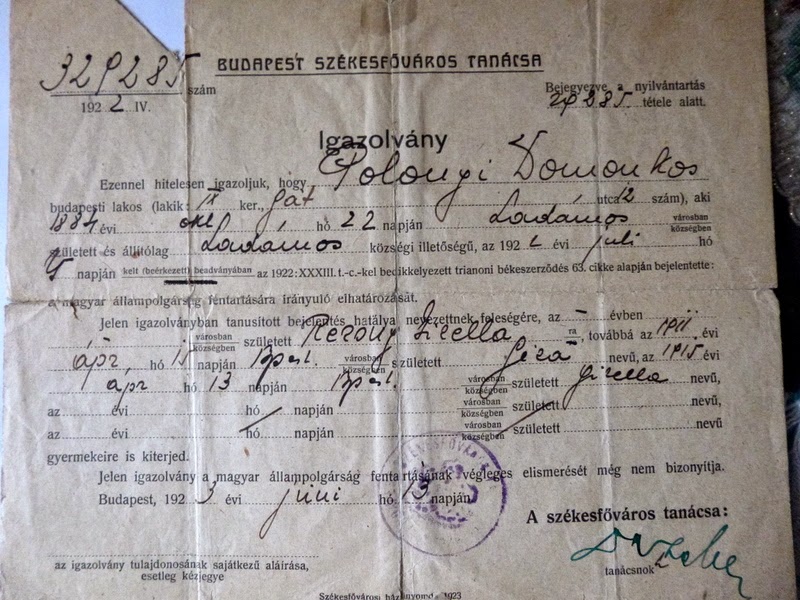 BUDAPEST SZÉKESFŐVÁROS TANÁCSA
329285 szám
Bejegyezve a nyilvántartás
1922 IV.
29285. tétele alatt.
Igazolvány
Ezennel hitelesen igazoljuk, hogy Polonyi Domonkos
budapesti lakos (lakik: IX ker., Gát utca 12 szám), aki
1884 évi okt hó 22 napján Ladámos városban községben
született és állítólag Ladámos községi illetőségű, az 1922 évi juli hó
napján kelt (beérkezett) beadványában az 1922:XXXIII. t.-c.-kel becikkelyezett trianoni békeszerződés 63. cikke alapján bejelentette:
a magyar állampolgárság fentartására irányuló elhatározását.
Jelen igazolványban tanusított bejelentés hatálya nevezettnek feleségére, az – évi – évben
városban községben született Gizella ra, továbbá az 1911 évi
ápr. hó 15 napján Bpest. városban községben született Géza nevű, az 1915 évi
ápr hó 13 napján Bpest. városban községben született Gizella nevű,
az évi hó napján városban községben született nevű,
az évi hó napján városban községben született nevű
gyermekeire is kiterjed.
Jelen igazolvány a magyar állampolgárság fentartásának végleges elismerését még nem bizonyítja.
Budapest, 1923 évi juni hó 13 napján
A székesfőváros tanácsa:
tanácsnok
az igazolvány tulajdonosának sajátkezű aláírása,
esetleg kézjegye
Székesfővárosi házinyomda 1923